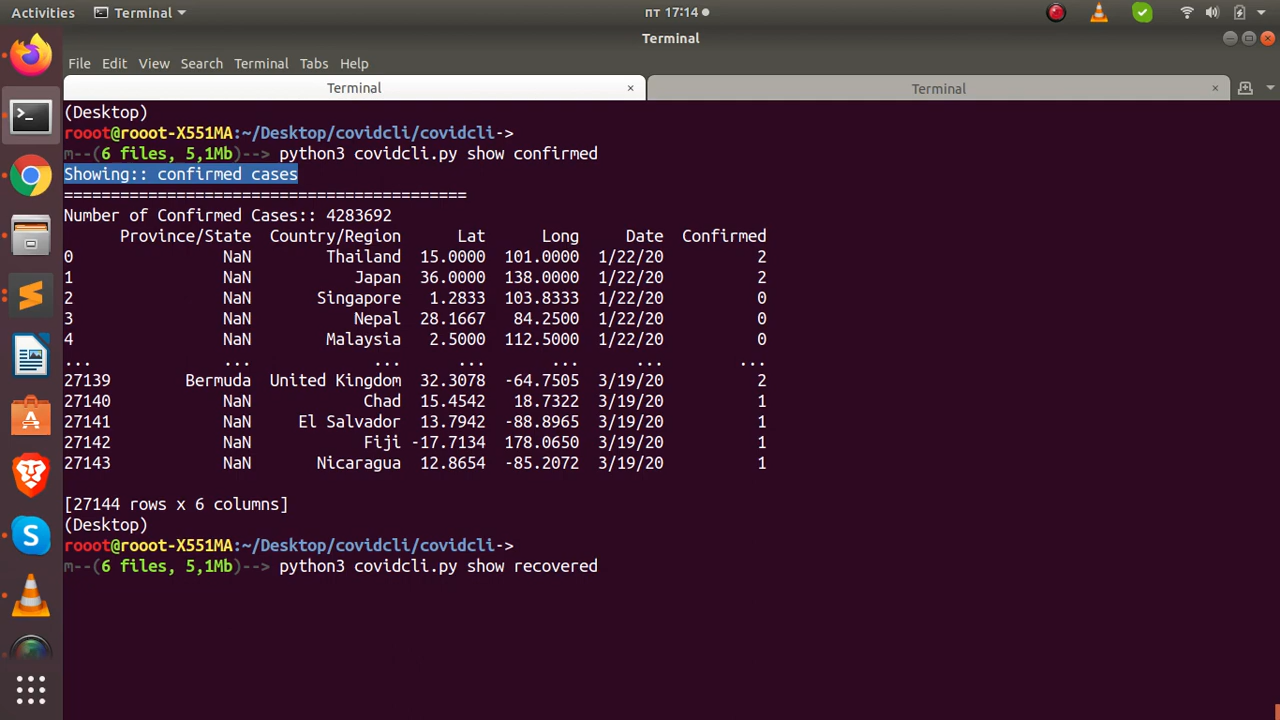 Activities Terminal пт 17:14
Terminal
File Edit View Search Terminal Tabs Help
Terminal × Terminal ×
(Desktop)
rooot@rooot-X551MA:~/Desktop/covidcli/covidcli->
m--(6 files, 5,1Mb)--> python3 covidcli.py show confirmed
Showing:: confirmed cases
===========================================
Number of Confirmed Cases:: 4283692
Province/State Country/Region Lat Long Date Confirmed
0 NaN Thailand 15.0000 101.0000 1/22/20 2
1 NaN Japan 36.0000 138.0000 1/22/20 2
2 NaN Singapore 1.2833 103.8333 1/22/20 0
3 NaN Nepal 28.1667 84.2500 1/22/20 0
4 NaN Malaysia 2.5000 112.5000 1/22/20 0
... ... ... ... ... ... ...
27139 Bermuda United Kingdom 32.3078 -64.7505 3/19/20 2
27140 NaN Chad 15.4542 18.7322 3/19/20 1
27141 NaN El Salvador 13.7942 -88.8965 3/19/20 1
27142 NaN Fiji -17.7134 178.0650 3/19/20 1
27143 NaN Nicaragua 12.8654 -85.2072 3/19/20 1
[27144 rows x 6 columns]
(Desktop)
rooot@rooot-X551MA:~/Desktop/covidcli/covidcli->
m--(6 files, 5,1Mb)--> python3 covidcli.py show recovered